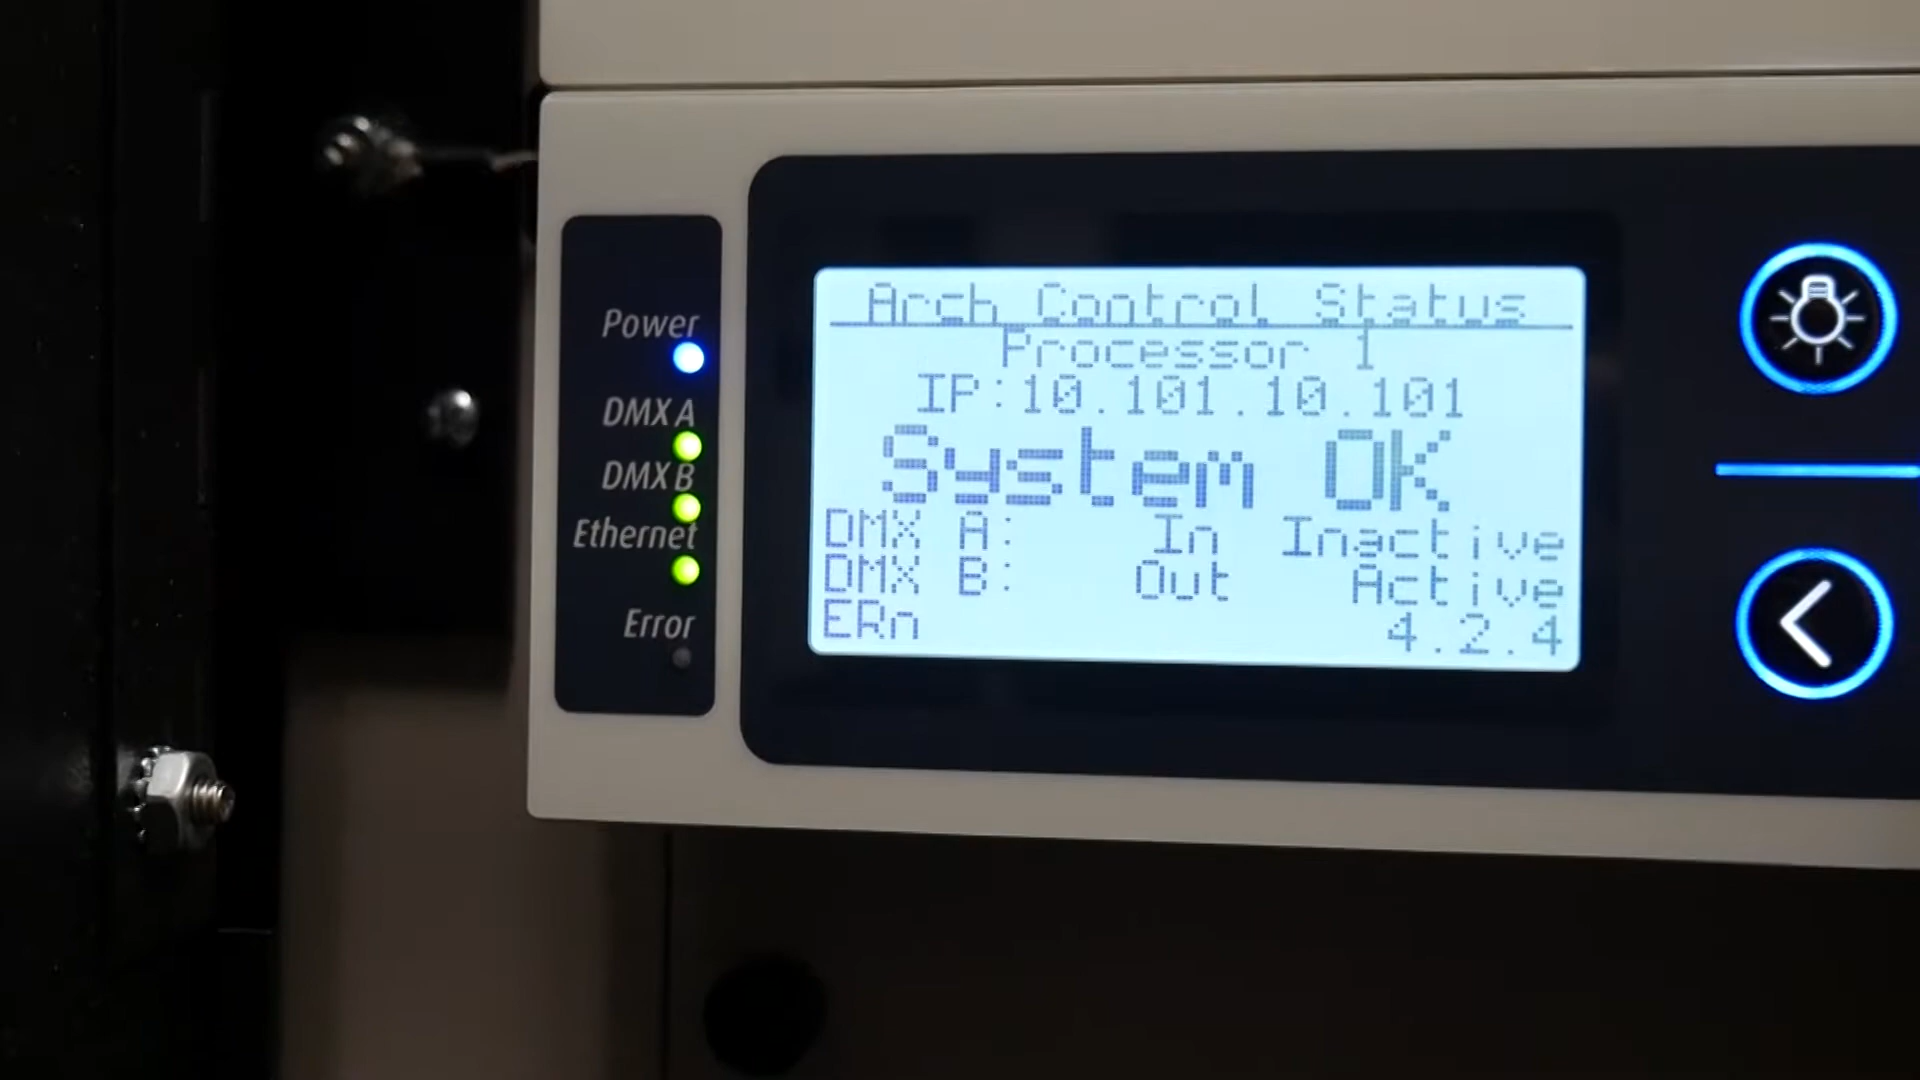 Power
DMX A
DMX B
Ethernet
Error
Arch Control Status
Processor 1
IP:10.101.10.101
System OK
DMX A: In Inactive
DMX B: Out Active
ERn 4.2.4